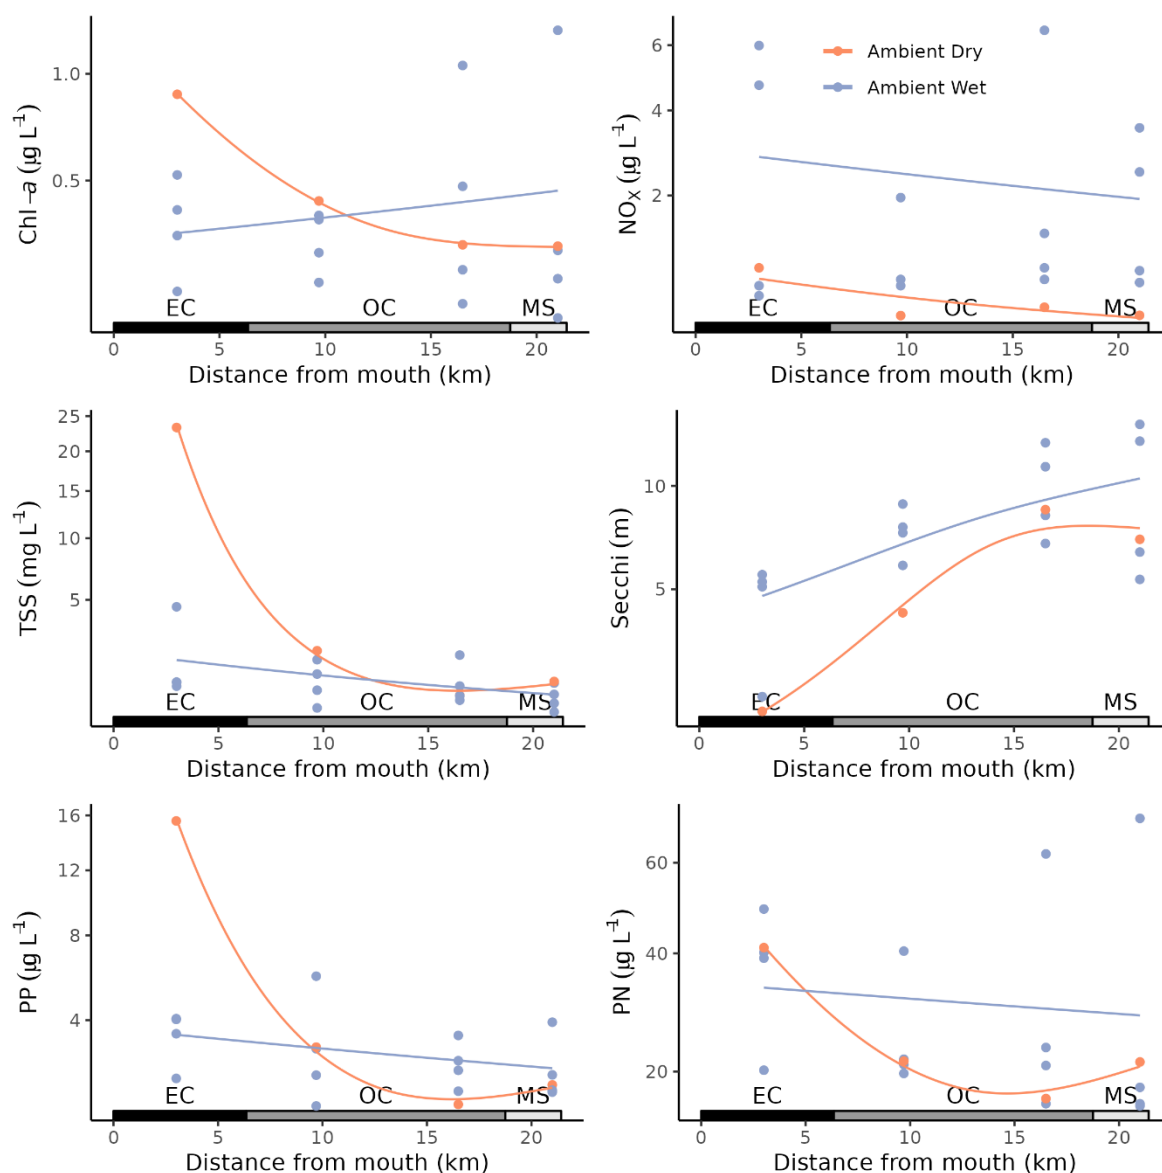 1.0
0.5
Chl−a (µg L⁻¹)
EC OC MS
0 5 10 15 20
Distance from mouth (km)
6
4
2
NOₓ (µg L⁻¹)
Ambient Dry
Ambient Wet
EC OC MS
0 5 10 15 20
Distance from mouth (km)
25
20
15
10
5
TSS (mg L⁻¹)
EC OC MS
0 5 10 15 20
Distance from mouth (km)
10
5
Secchi (m)
EC OC MS
0 5 10 15 20
Distance from mouth (km)
16
12
8
4
PP (µg L⁻¹)
EC OC MS
0 5 10 15 20
Distance from mouth (km)
60
40
20
PN (µg L⁻¹)
EC OC MS
0 5 10 15 20
Distance from mouth (km)